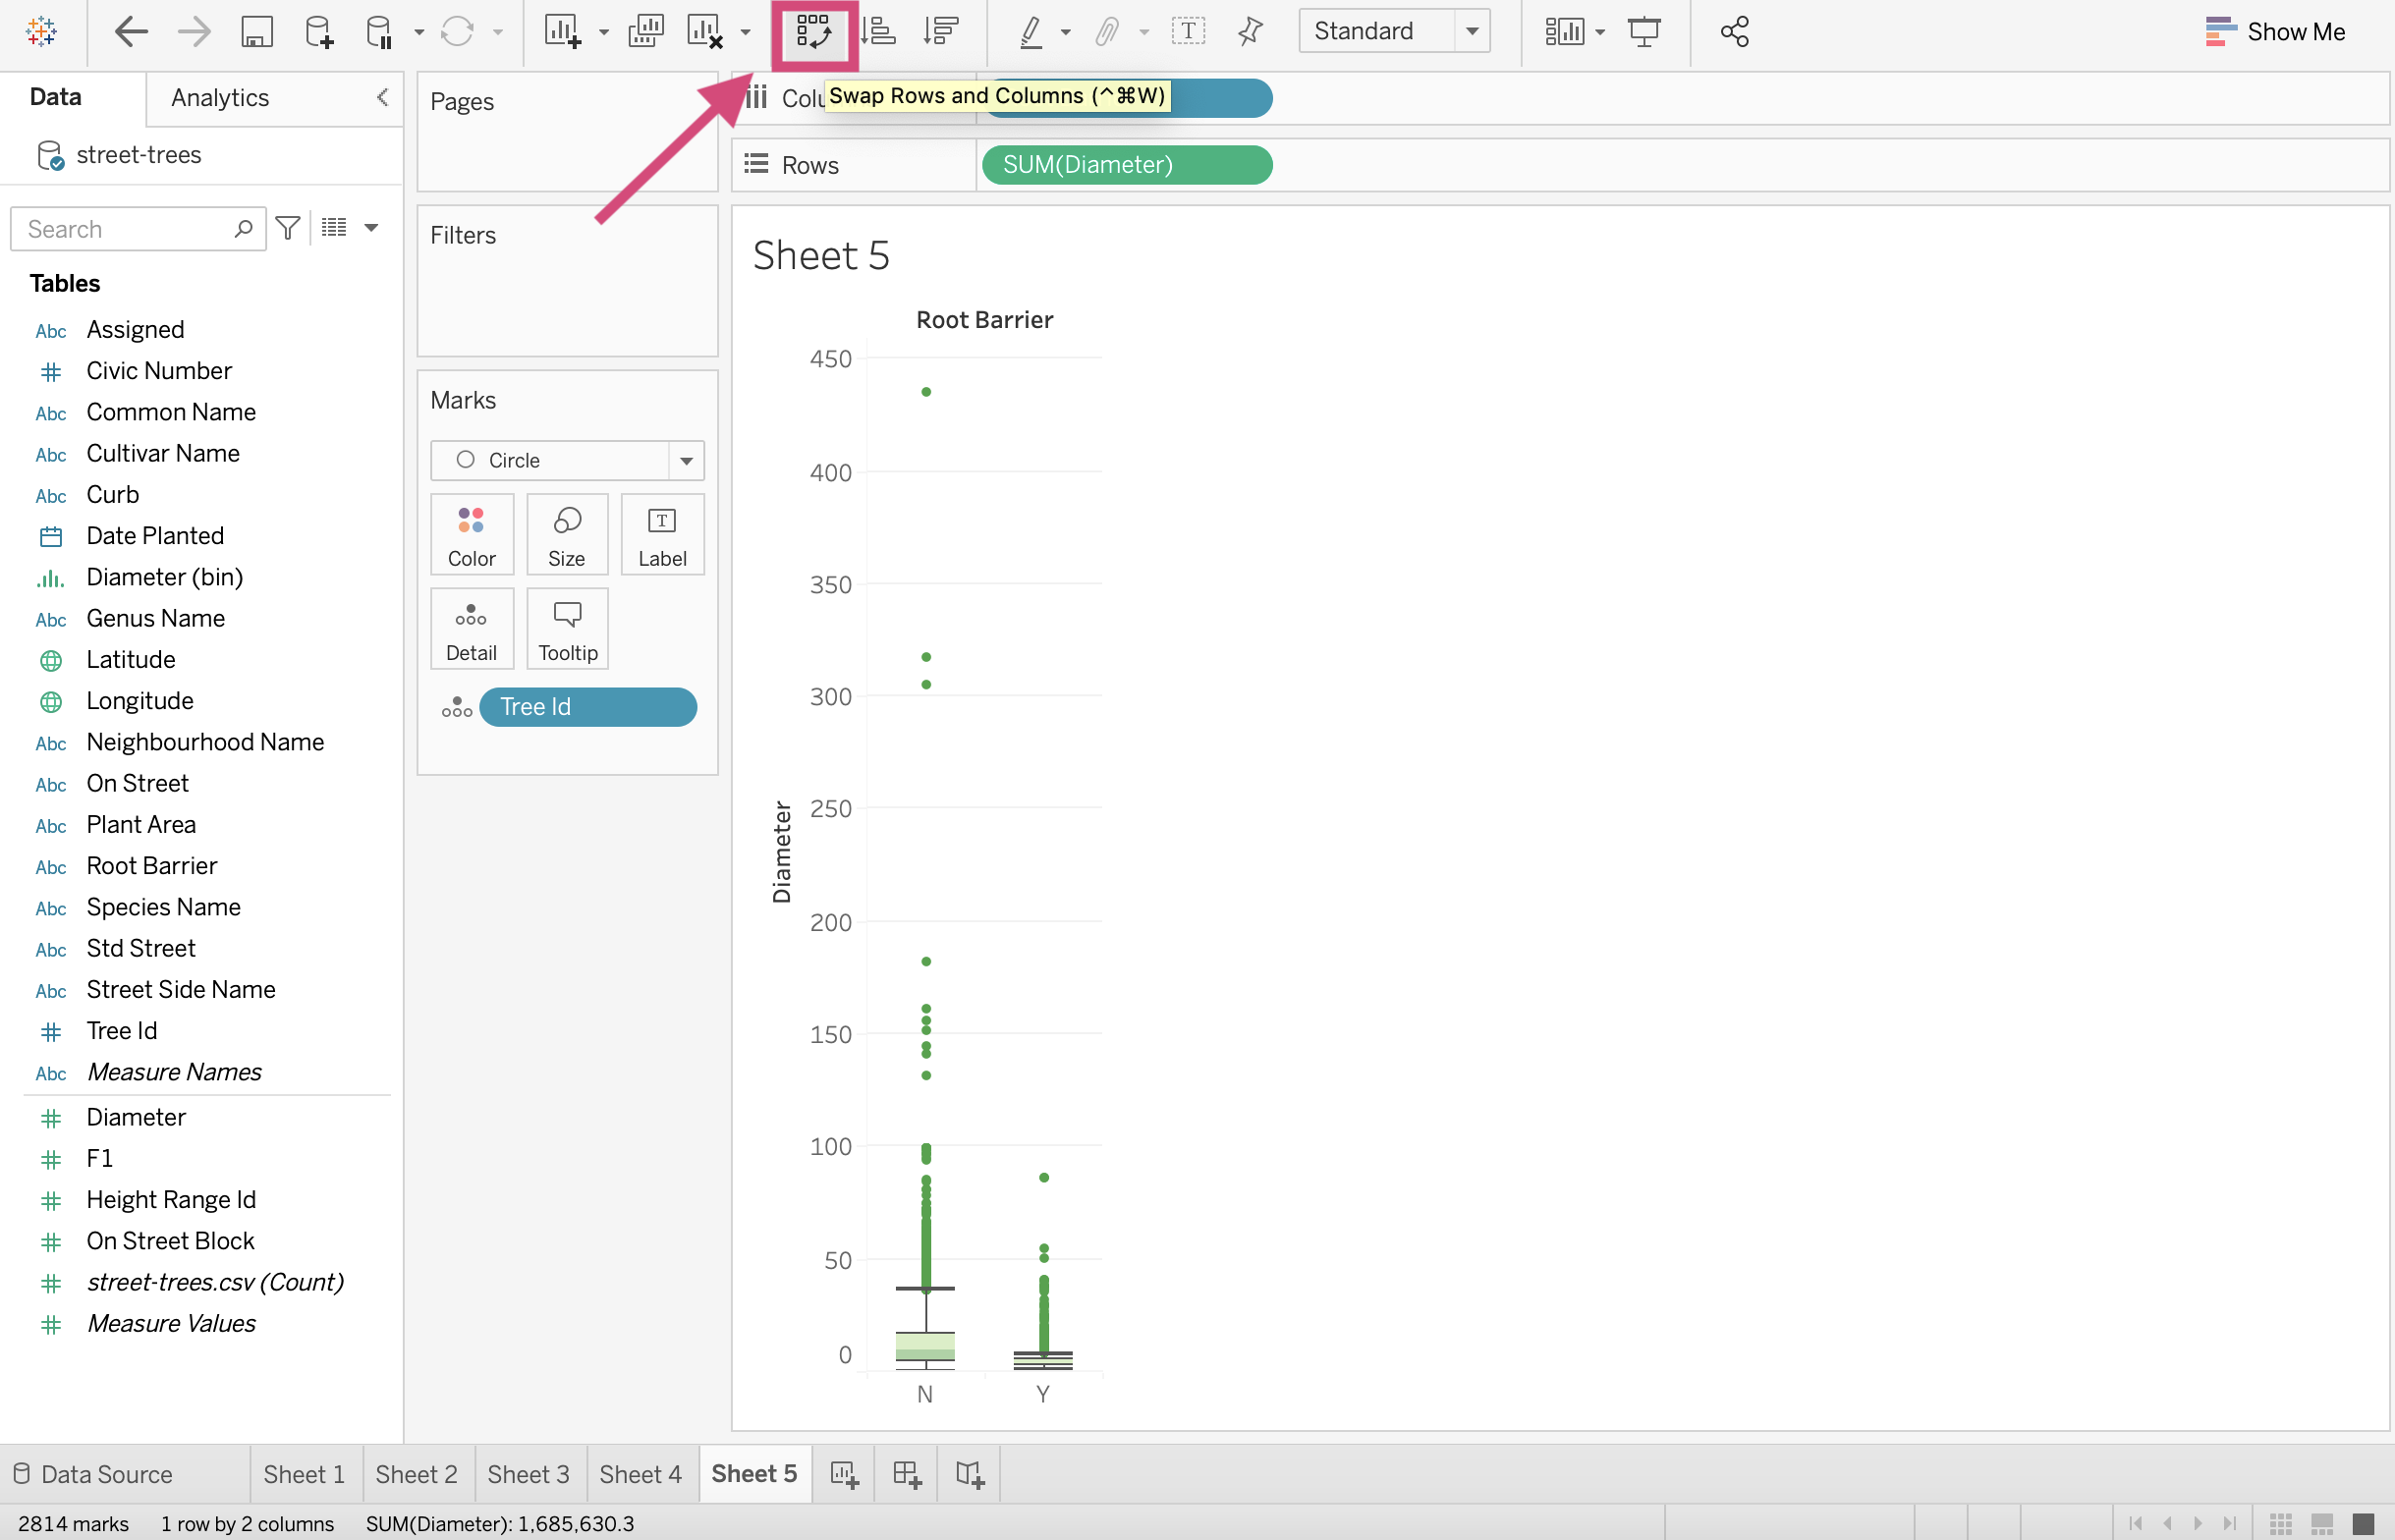 Standard
Show Me
Data
Analytics
street-trees
Search
Tables
Abc Assigned
Civic Number
Abc Common Name
Abc Cultivar Name
Abc Curb
Date Planted
Diameter (bin)
Abc Genus Name
Latitude
Longitude
Abc Neighbourhood Name
Abc On Street
Abc Plant Area
Abc Root Barrier
Abc Species Name
Abc Std Street
Abc Street Side Name
Tree Id
Abc Measure Names
Diameter
F1
Height Range Id
On Street Block
street-trees.csv (Count)
Measure Values
Pages
Filters
Marks
Circle
Color
Size
T
Label
Detail
Tooltip
Tree Id
Swap Rows and Columns (^⌘W)
Rows
SUM(Diameter)
Sheet 5
Root Barrier
450
400
350
300
250
200
150
100
50
0
Diameter
N
Y
Data Source
Sheet 1
Sheet 2
Sheet 3
Sheet 4
Sheet 5
2814 marks
1 row by 2 columns
SUM(Diameter): 1,685,630.3